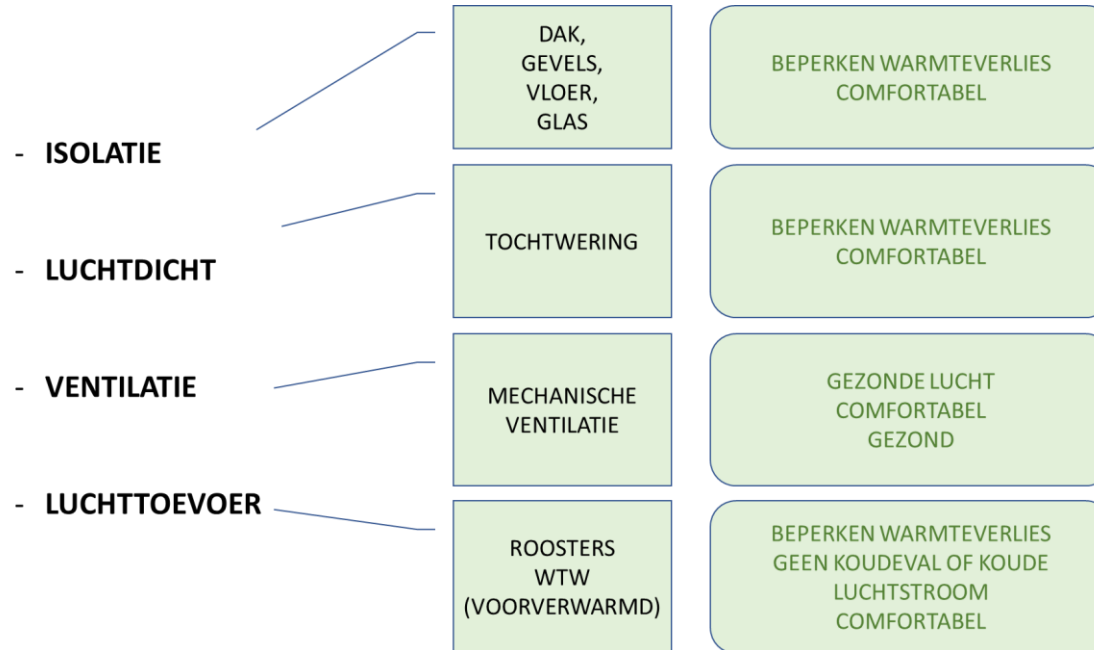 - ISOLATIE
DAK,
GEVELS,
VLOER,
GLAS
BEPERKEN WARMTEVERLIES
COMFORTABEL
- LUCHTDICHT
TOCHTWERING
BEPERKEN WARMTEVERLIES
COMFORTABEL
- VENTILATIE
MECHANISCHE
VENTILATIE
GEZONDE LUCHT
COMFORTABEL
GEZOND
- LUCHTTOEVOER
ROOSTERS
WTW
(VOORVERWARMD)
BEPERKEN WARMTEVERLIES
GEEN KOUDEVAL OF KOUDE
LUCHTSTROOM
COMFORTABEL